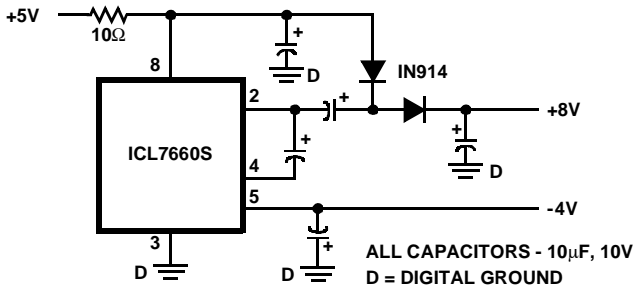 +5V
10Ω
8
+
D
IN914
2
+
+
+8V
ICL7660S
+
4
D
5
-4V
3
+
D
D
ALL CAPACITORS - 10μF, 10V
D = DIGITAL GROUND